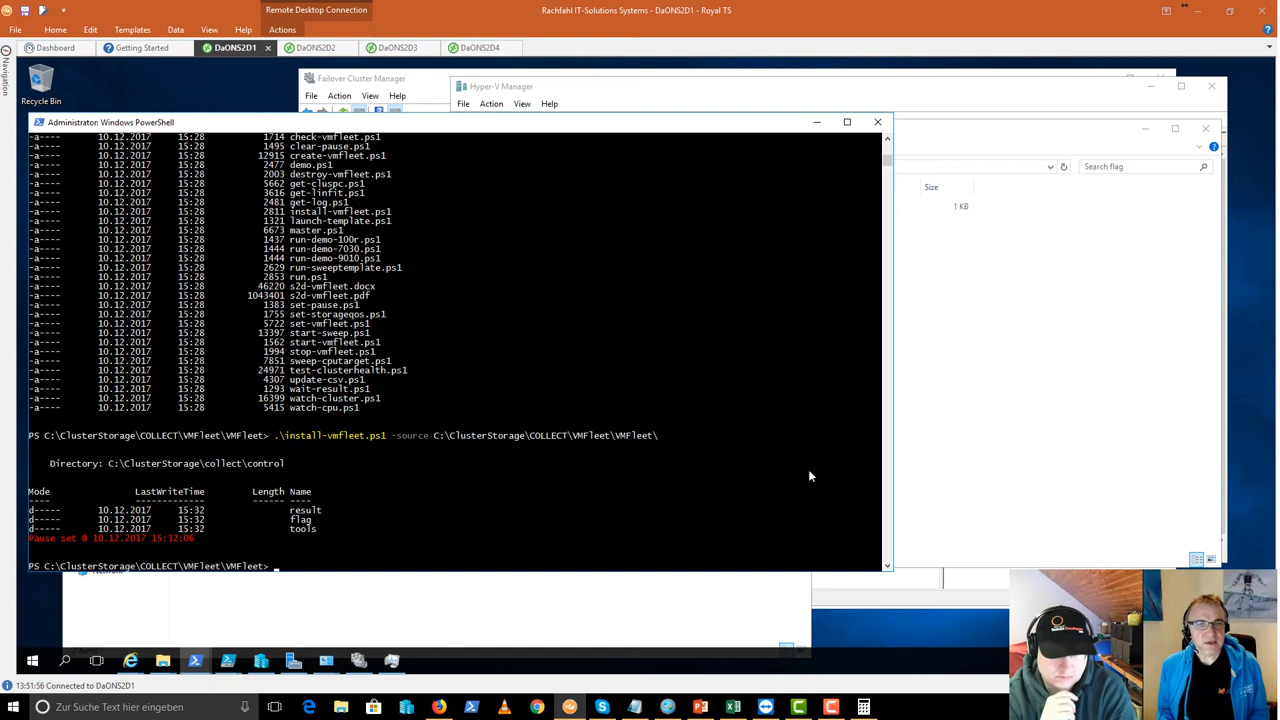 Remote Desktop Connection
Rachfahl IT-Solutions Systems - DaONS2D1 - Royal TS
File Home Edit Templates Data View Help Actions
Navigation
Dashboard Getting Started DaONS2D1 DaONS2D2 DaONS2D3 DaONS2D4
Recycle Bin
Failover Cluster Manager
File Action View Help
Hyper-V Manager
File Action View Help
Search flag
Size
1 KB
Administrator: Windows PowerShell
-a---- 10.12.2017 15:28 1714 check-vmfleet.ps1
-a---- 10.12.2017 15:28 1495 clear-pause.ps1
-a---- 10.12.2017 15:28 12915 create-vmfleet.ps1
-a---- 10.12.2017 15:28 2477 demo.ps1
-a---- 10.12.2017 15:28 2003 destroy-vmfleet.ps1
-a---- 10.12.2017 15:28 5662 get-cluspc.ps1
-a---- 10.12.2017 15:28 3616 get-linfit.ps1
-a---- 10.12.2017 15:28 2481 get-log.ps1
-a---- 10.12.2017 15:28 2811 install-vmfleet.ps1
-a---- 10.12.2017 15:28 1321 launch-template.ps1
-a---- 10.12.2017 15:28 6673 master.ps1
-a---- 10.12.2017 15:28 1437 run-demo-100r.ps1
-a---- 10.12.2017 15:28 1444 run-demo-7030.ps1
-a---- 10.12.2017 15:28 1444 run-demo-9010.ps1
-a---- 10.12.2017 15:28 2629 run-sweeptemplate.ps1
-a---- 10.12.2017 15:28 2853 run.ps1
-a---- 10.12.2017 15:28 46220 s2d-vmfleet.docx
-a---- 10.12.2017 15:28 1043401 s2d-vmfleet.pdf
-a---- 10.12.2017 15:28 1383 set-pause.ps1
-a---- 10.12.2017 15:28 1755 set-storageqos.ps1
-a---- 10.12.2017 15:28 5722 set-vmfleet.ps1
-a---- 10.12.2017 15:28 13397 start-sweep.ps1
-a---- 10.12.2017 15:28 1562 start-vmfleet.ps1
-a---- 10.12.2017 15:28 1994 stop-vmfleet.ps1
-a---- 10.12.2017 15:28 7851 sweep-cputarget.ps1
-a---- 10.12.2017 15:28 24971 test-clusterhealth.ps1
-a---- 10.12.2017 15:28 4307 update-csv.ps1
-a---- 10.12.2017 15:28 1293 wait-result.ps1
-a---- 10.12.2017 15:28 16399 watch-cluster.ps1
-a---- 10.12.2017 15:28 5415 watch-cpu.ps1
PS C:\ClusterStorage\COLLECT\VMFleet\VMFleet> .\install-vmfleet.ps1 -source C:\ClusterStorage\COLLECT\VMFleet\VMFleet\
Directory: C:\ClusterStorage\collect\control
Mode LastWriteTime Length Name
---- ------------- ------ ----
d----- 10.12.2017 15:32 result
d----- 10.12.2017 15:32 flag
d----- 10.12.2017 15:32 tools
Pause set @ 10.12.2017 15:32:06
PS C:\ClusterStorage\COLLECT\VMFleet\VMFleet>
13:51:56 Connected to DaONS2D1
Zur Suche Text hier eingeben